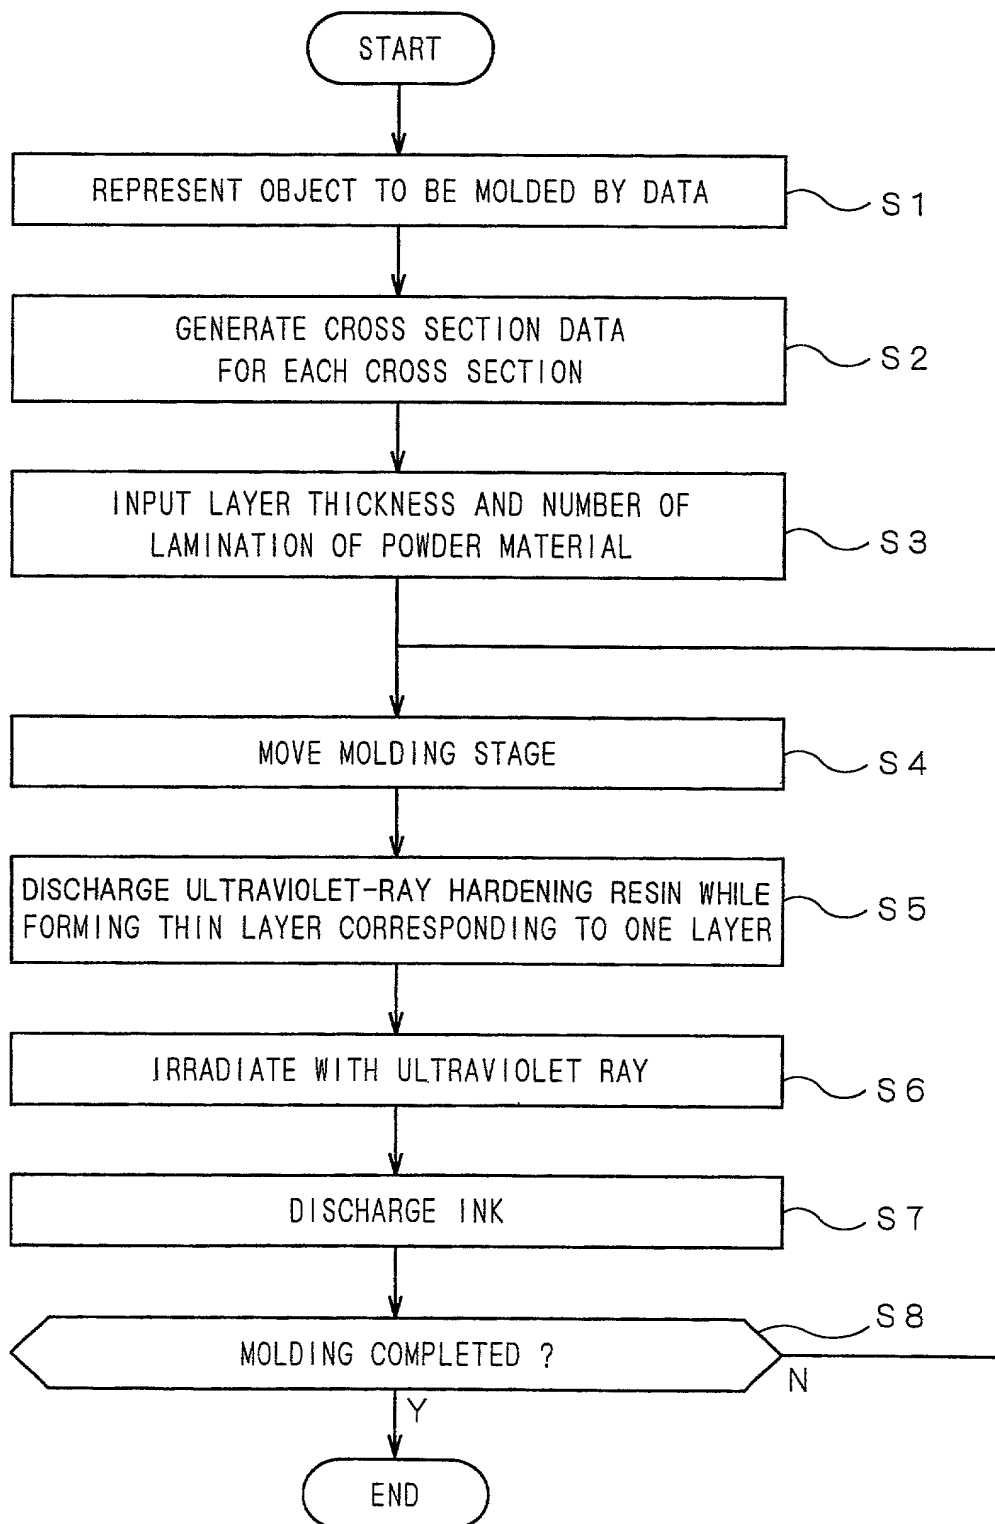 START
REPRESENT OBJECT TO BE MOLDED BY DATA
S1
GENERATE CROSS SECTION DATA
FOR EACH CROSS SECTION
S2
INPUT LAYER THICKNESS AND NUMBER OF
LAMINATION OF POWDER MATERIAL
S3
MOVE MOLDING STAGE
S4
DISCHARGE ULTRAVIOLET-RAY HARDENING RESIN WHILE
FORMING THIN LAYER CORRESPONDING TO ONE LAYER
S5
IRRADIATE WITH ULTRAVIOLET RAY
S6
DISCHARGE INK
S7
MOLDING COMPLETED ?
S8
N
Y
END